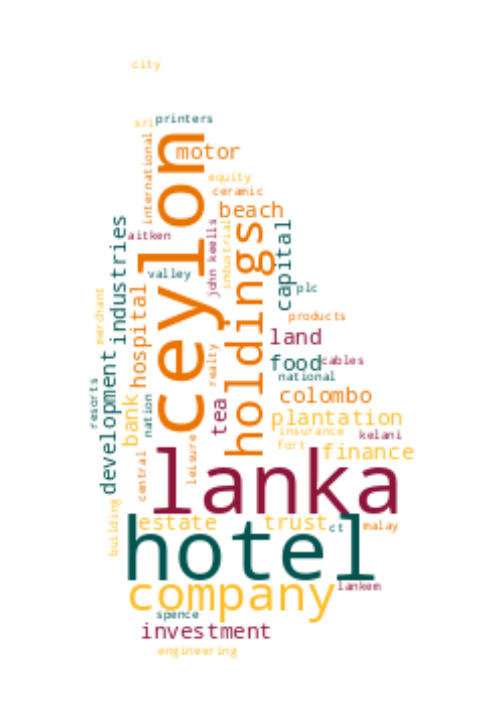 city
sri
printers
international
ceylon
motor
equity
ceramic
beach
aitken
john keells
industrial
holdings
capital
industries
valley
plc
merchant
hospital
products
land
development
realty
food
cables
national
resorts
bank
nation
tea
colombo
plantation
insurance
kelani
fort
finance
central
leisure
lanka
building
estate
trust
ct
malay
hotel
company
lankem
spence
investment
engineering